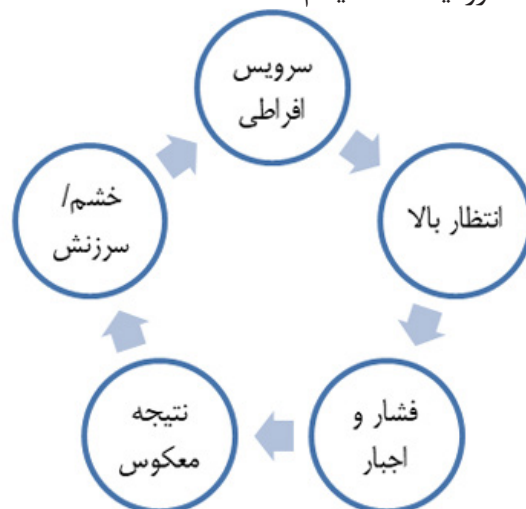 سرویس
افراطی
انتظار بالا
فشار و
اجبار
نتیجه
معکوس
خشم/
سرزنش